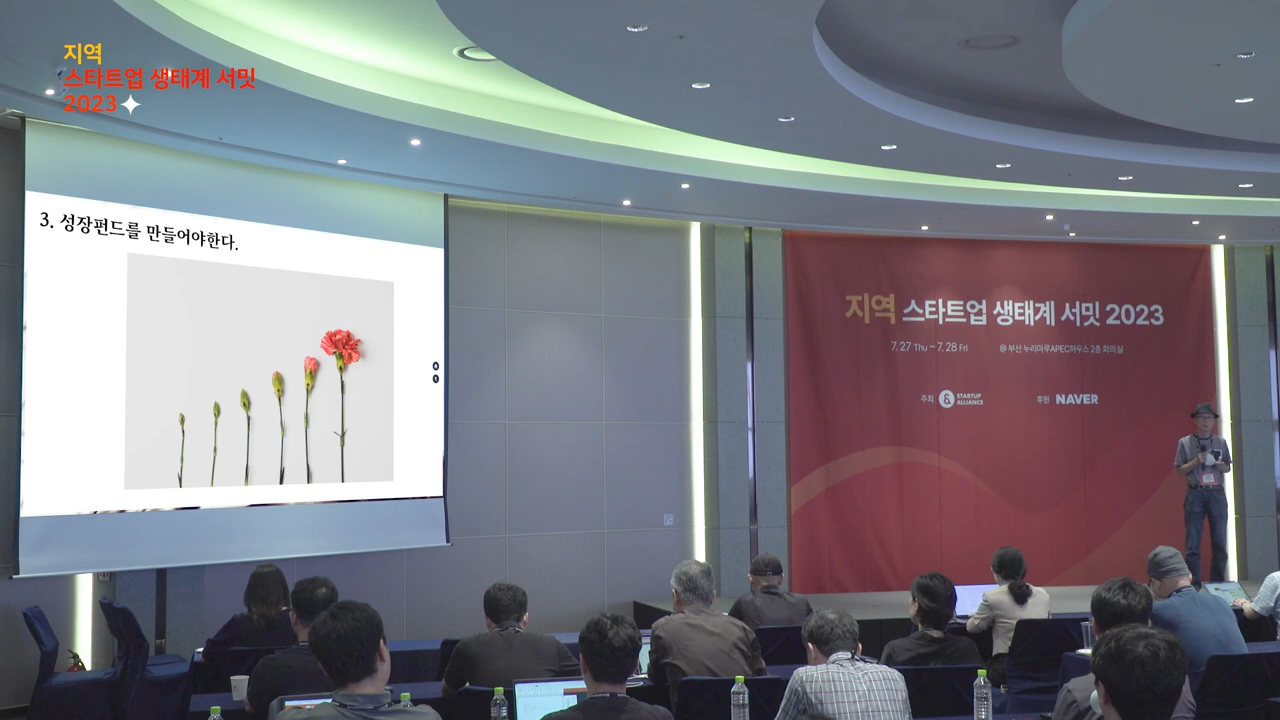 지역
스타트업 생태계 서밋
2023
3. 성장펀드를 만들어야한다.
지역 스타트업 생태계 서밋 2023
7. 27 Thu ~ 7. 28 Fri @ 부산 누리마루APEC하우스 2층 회의실
주최 & STARTUP ALLIANCE 후원 NAVER